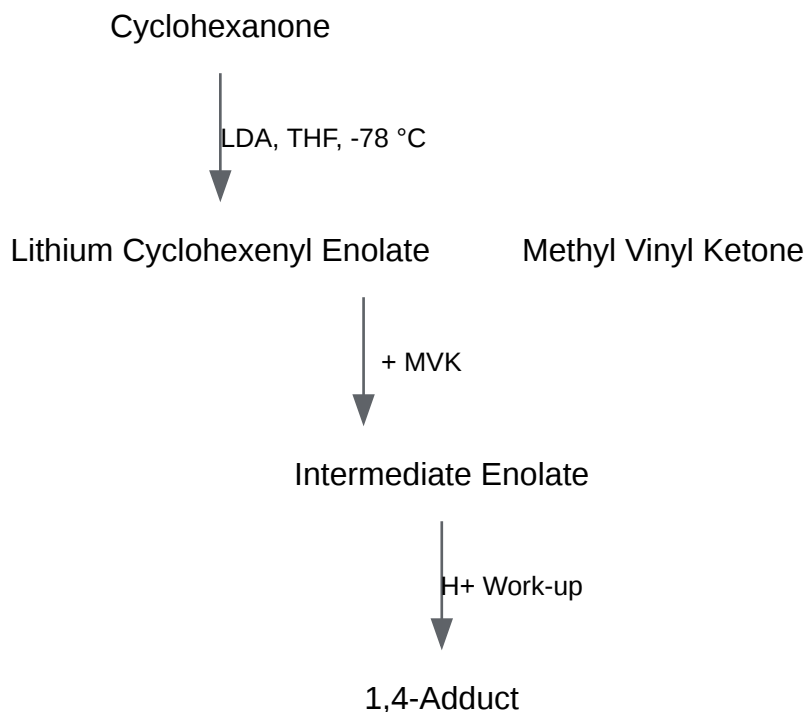 Cyclohexanone
LDA, THF, -78 °C
Lithium Cyclohexenyl Enolate
Methyl Vinyl Ketone
+ MVK
Intermediate Enolate
H+ Work-up
1,4-Adduct